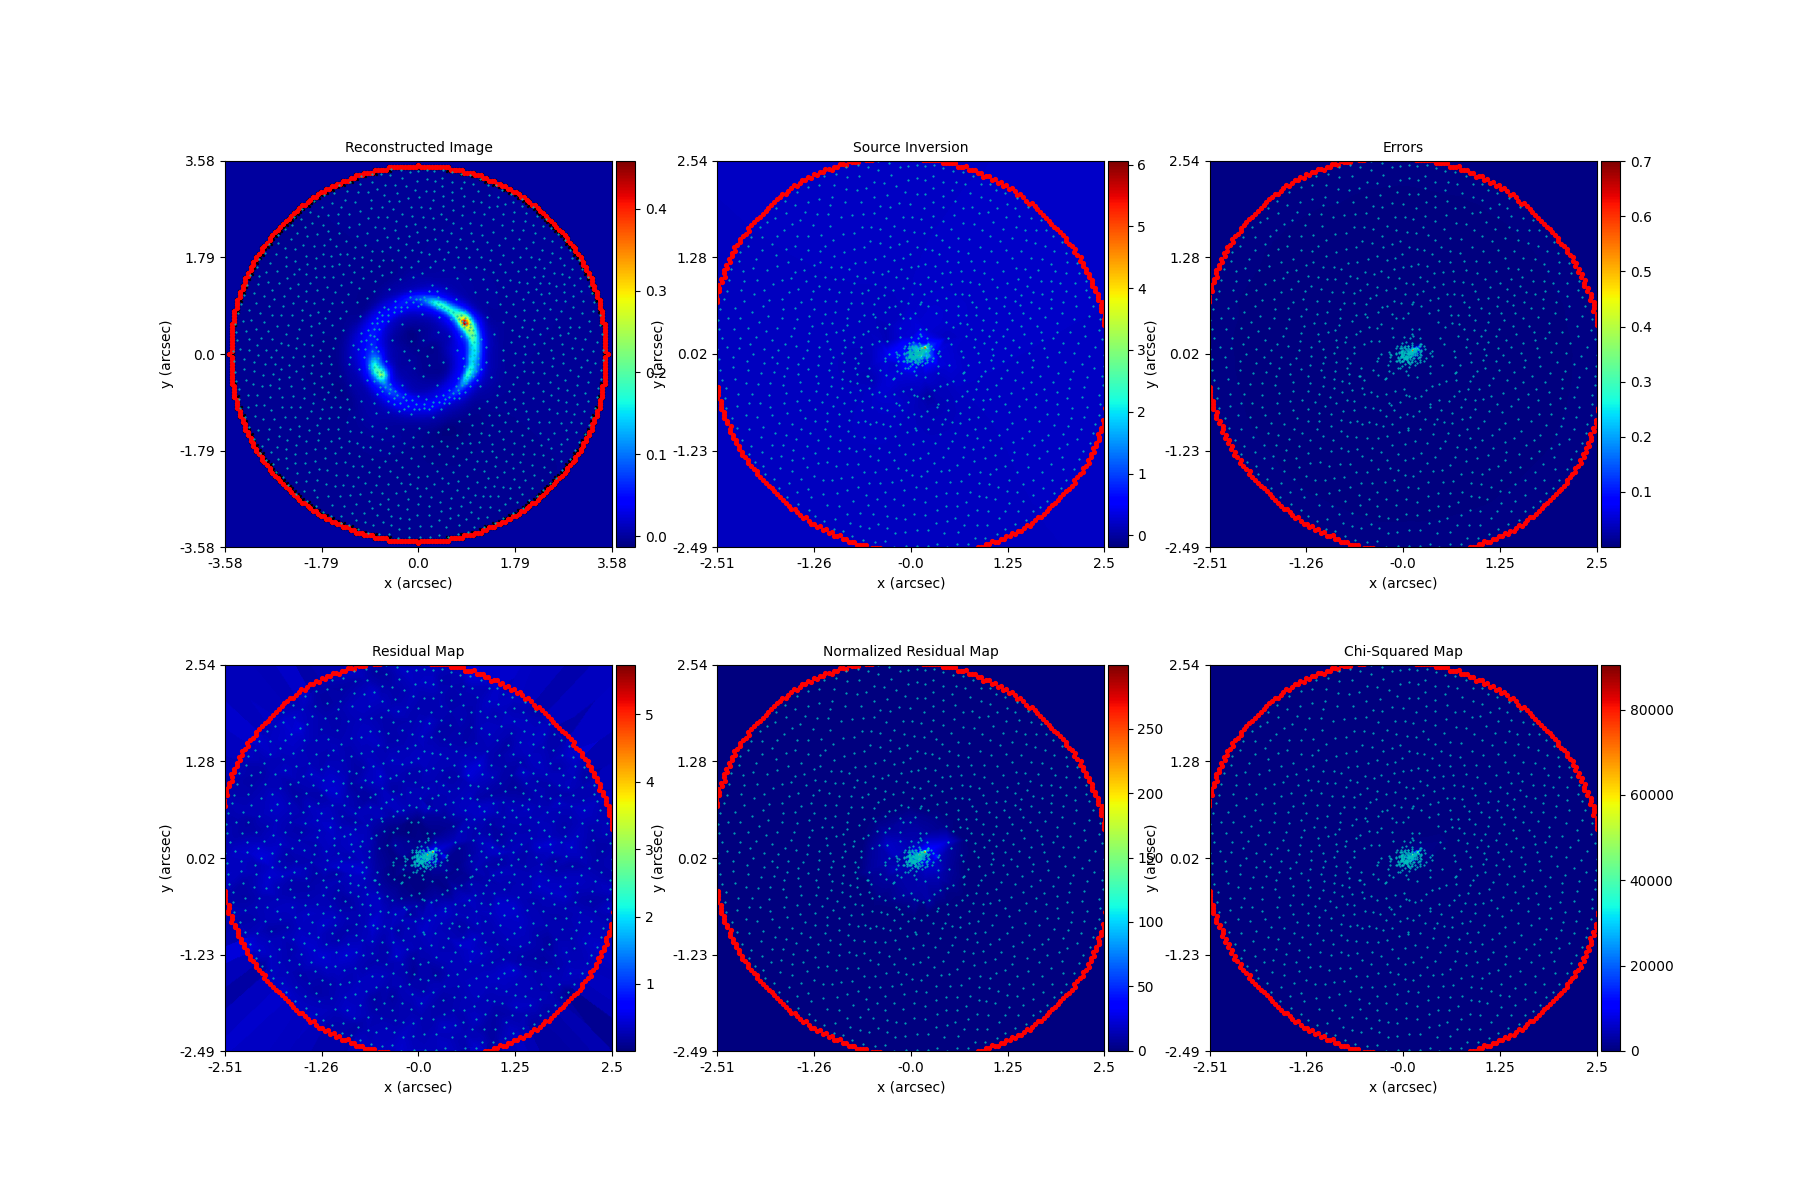 Reconstructed Image
3.58
1.79
0.0
-1.79
-3.58
y (arcsec)
-3.58 -1.79 0.0 1.79 3.58
x (arcsec)
0.4
0.3
0.2
0.1
0.0
Source Inversion
2.54
1.28
0.02
-1.23
-2.49
y (arcsec)
-2.51 -1.26 -0.0 1.25 2.5
x (arcsec)
6
5
4
3
2
1
0
Errors
2.54
1.28
0.02
-1.23
-2.49
y (arcsec)
-2.51 -1.26 -0.0 1.25 2.5
x (arcsec)
0.7
0.6
0.5
0.4
0.3
0.2
0.1
Residual Map
2.54
1.28
0.02
-1.23
-2.49
y (arcsec)
-2.51 -1.26 -0.0 1.25 2.5
x (arcsec)
5
4
3
2
1
Normalized Residual Map
2.54
1.28
0.02
-1.23
-2.49
y (arcsec)
-2.51 -1.26 -0.0 1.25 2.5
x (arcsec)
250
200
150
100
50
0
Chi-Squared Map
2.54
1.28
0.02
-1.23
-2.49
y (arcsec)
-2.51 -1.26 -0.0 1.25 2.5
x (arcsec)
80000
60000
40000
20000
0